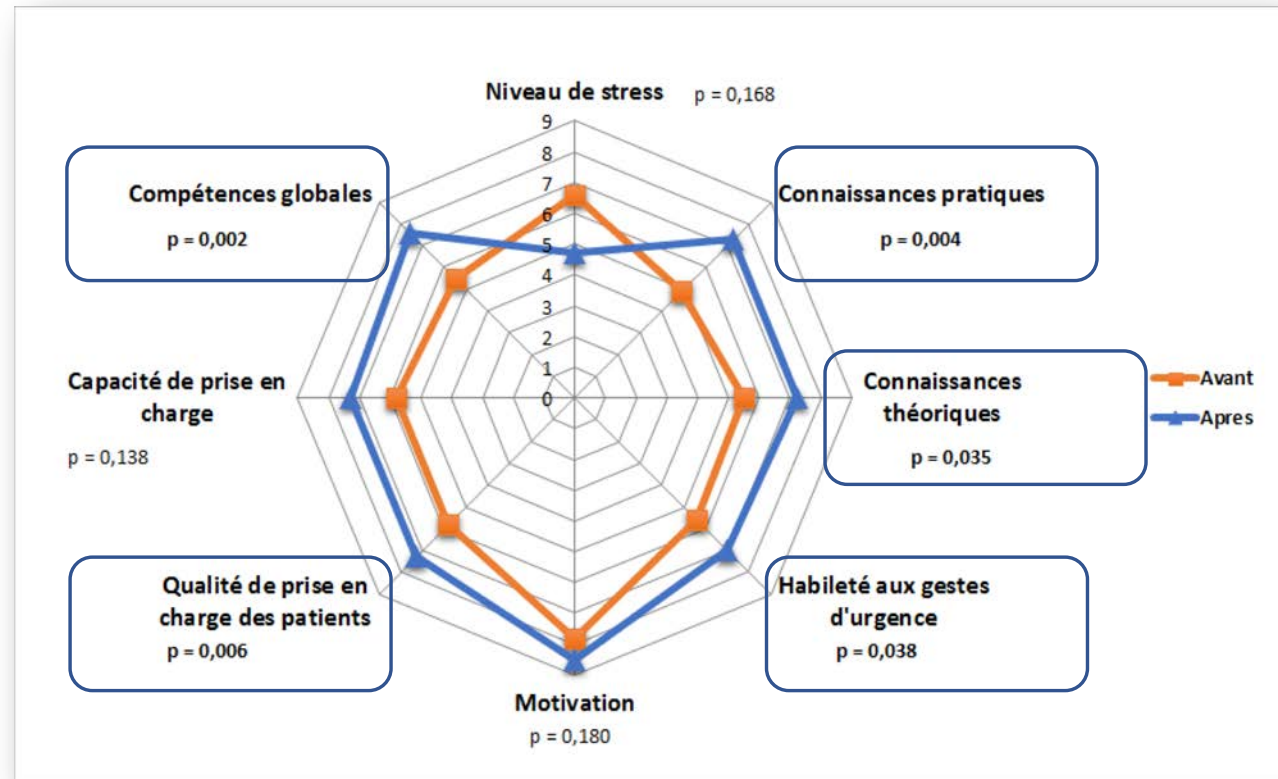 Niveau de stress p = 0,168
9
8
7
6
5
4
3
2
1
0
Compétences globales
p = 0,002
Connaissances pratiques
p = 0,004
Capacité de prise en
charge
p = 0,138
Connaissances
théoriques
p = 0,035
Avant
Apres
Qualité de prise en
charge des patients
p = 0,006
Habileté aux gestes
d'urgence
p = 0,038
Motivation
p = 0,180